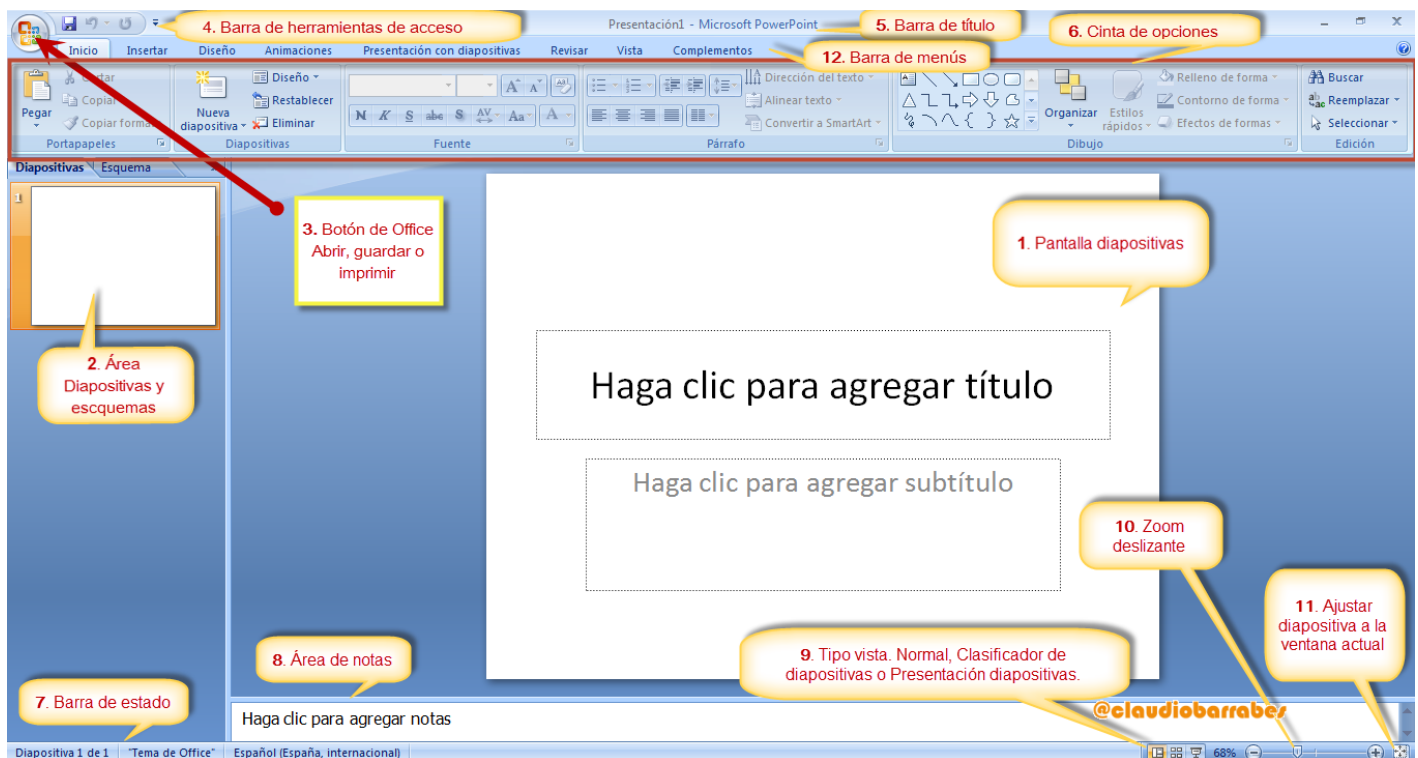 4. Barra de herramientas de acceso
Presentación1 - Microsoft PowerPoint
5. Barra de título
6. Cinta de opciones
Inicio Insertar Diseño Animaciones Presentación con diapositivas Revisar Vista Complementos
12. Barra de menús
Pegar
Cortar
Copiar
Copiar formato
Portapapeles
Nueva
diapositiva
Diseño
Restablecer
Eliminar
Diapositivas
N K S abc S AV Aa A
Fuente
Dirección del texto
Alinear texto
Convertir a SmartArt
Párrafo
Organizar
Estilos
rápidos
Relleno de forma
Contorno de forma
Efectos de formas
Dibujo
Buscar
Reemplazar
Seleccionar
Edición
Diapositivas Esquema
1
3. Botón de Office
Abrir, guardar o
imprimir
1. Pantalla diapositivas
2. Área
Diapositivas y
escquemas
Haga clic para agregar título
Haga clic para agregar subtítulo
10. Zoom
deslizante
11. Ajustar
diapositiva a la
ventana actual
8. Área de notas
9. Tipo vista. Normal, Clasificador de
diapositivas o Presentación diapositivas.
7. Barra de estado
@claudiobarrabes
Haga clic para agregar notas
Diapositiva 1 de 1 "Tema de Office" Español (España, internacional) 68%